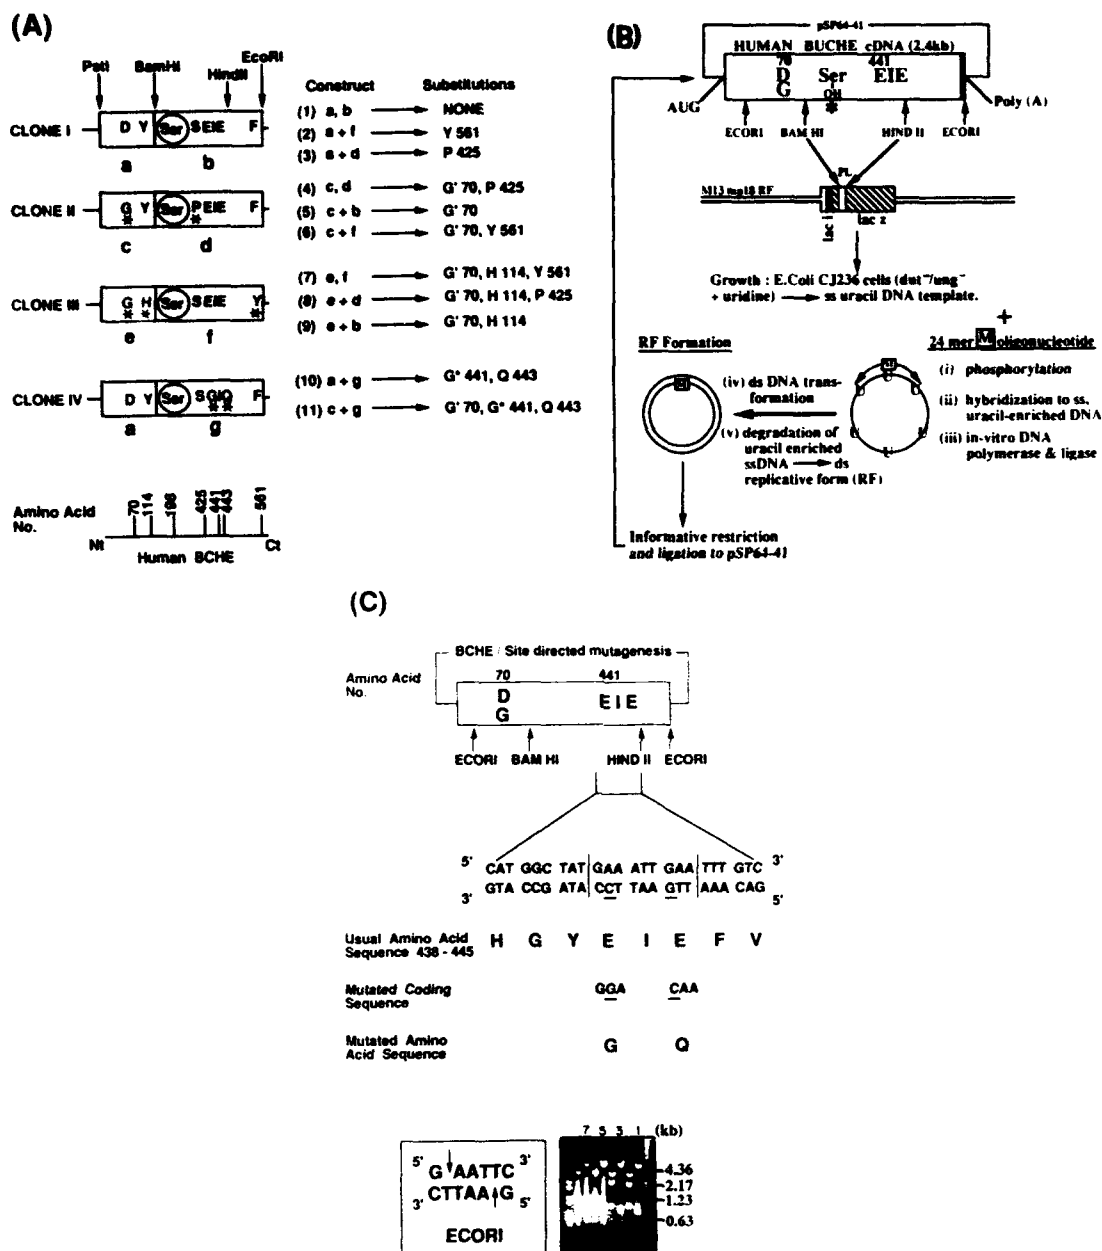 (A)
PstI BamHI HindII EcoRI
CLONE I
D Y Ser SEIE F
a b
CLONE II
G Y Ser PEIE F
* *
c d
CLONE III
G H Ser SEIE Y
* * *
e f
CLONE IV
D Y Ser SGIQ F
* *
a g
Construct Substitutions
(1) a, b NONE
(2) a + f Y 561
(3) a + d P 425
(4) c, d G' 70, P 425
(5) c + b G' 70
(6) c + f G' 70, Y 561
(7) e, f G' 70, H 114, Y 561
(8) e + d G' 70, H 114, P 425
(9) e + b G' 70, H 114
(10) a + g G* 441, Q 443
(11) c + g G' 70, G* 441, Q 443
Amino Acid No.
70 114 198 425 441 443 561
Nt Ct
Human BCHE
(B)
pSP64-41
HUMAN BUCHE cDNA (2.4kb)
70 441
D Ser EIE
G OH
*
AUG Poly (A)
ECORI BAM HI HIND II ECORI
PL
M13 mp18 RF
lac i lac z
Growth : E.Coli CJ236 cells (dut⁻/ung⁻
+ uridine) ss uracil DNA template.
+
24 mer M oligonucleotide
(i) phosphorylation
(ii) hybridization to ss,
uracil-enriched DNA
(iii) in-vitro DNA
polymerase & ligase
M
U U
U U
U
RF Formation
M
(iv) ds DNA trans-
formation
(v) degradation of
uracil enriched
ssDNA ds
replicative form (RF)
Informative restriction
and ligation to pSP64-41
(C)
BCHE / Site directed mutagenesis
Amino Acid
No.
70 441
D E I E
G
ECORI BAM HI HIND II ECORI
5' CAT GGC TAT GAA ATT GAA TTT GTC 3'
3' GTA CCG ATA CCT TAA GTT AAA CAG 5'
Usual Amino Acid
Sequence 438 - 445
H G Y E I E F V
Mutated Coding
Sequence
GGA CAA
Mutated Amino
Acid Sequence
G Q
5' G AATTC 3'
3' CTTAA G 5'
ECORI
7 5 3 1 (kb)
4.36
2.17
1.23
0.63